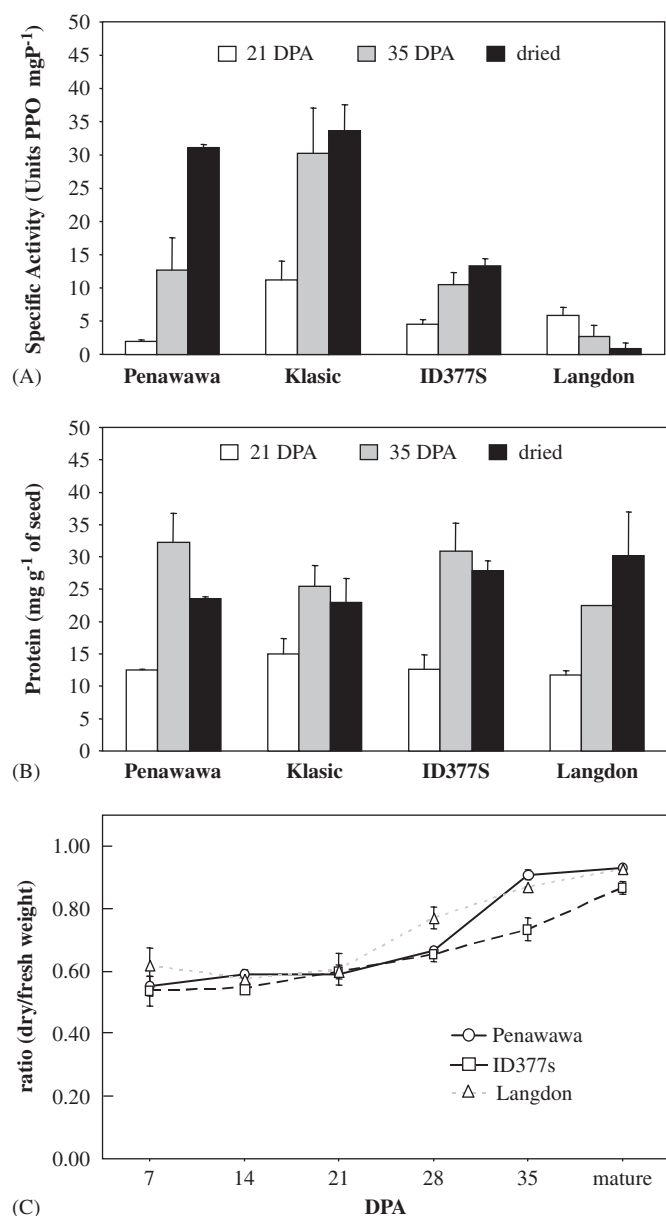 50
45
40
35
30
25
20
15
10
5
0
Specific Activity (Units PPO mgP)
21 DPA 35 DPA dried
Penawawa Klasic ID377S Langdon
(A)
50
45
40
35
30
25
20
15
10
5
0
Protein (mg g⁻¹ of seed)
21 DPA 35 DPA dried
Penawawa Klasic ID377S Langdon
(B)
1.00
0.80
0.60
0.40
0.20
0.00
ratio (dry/fresh weight)
Penawawa
ID377s
Langdon
7 14 21 28 35 mature
(C) DPA